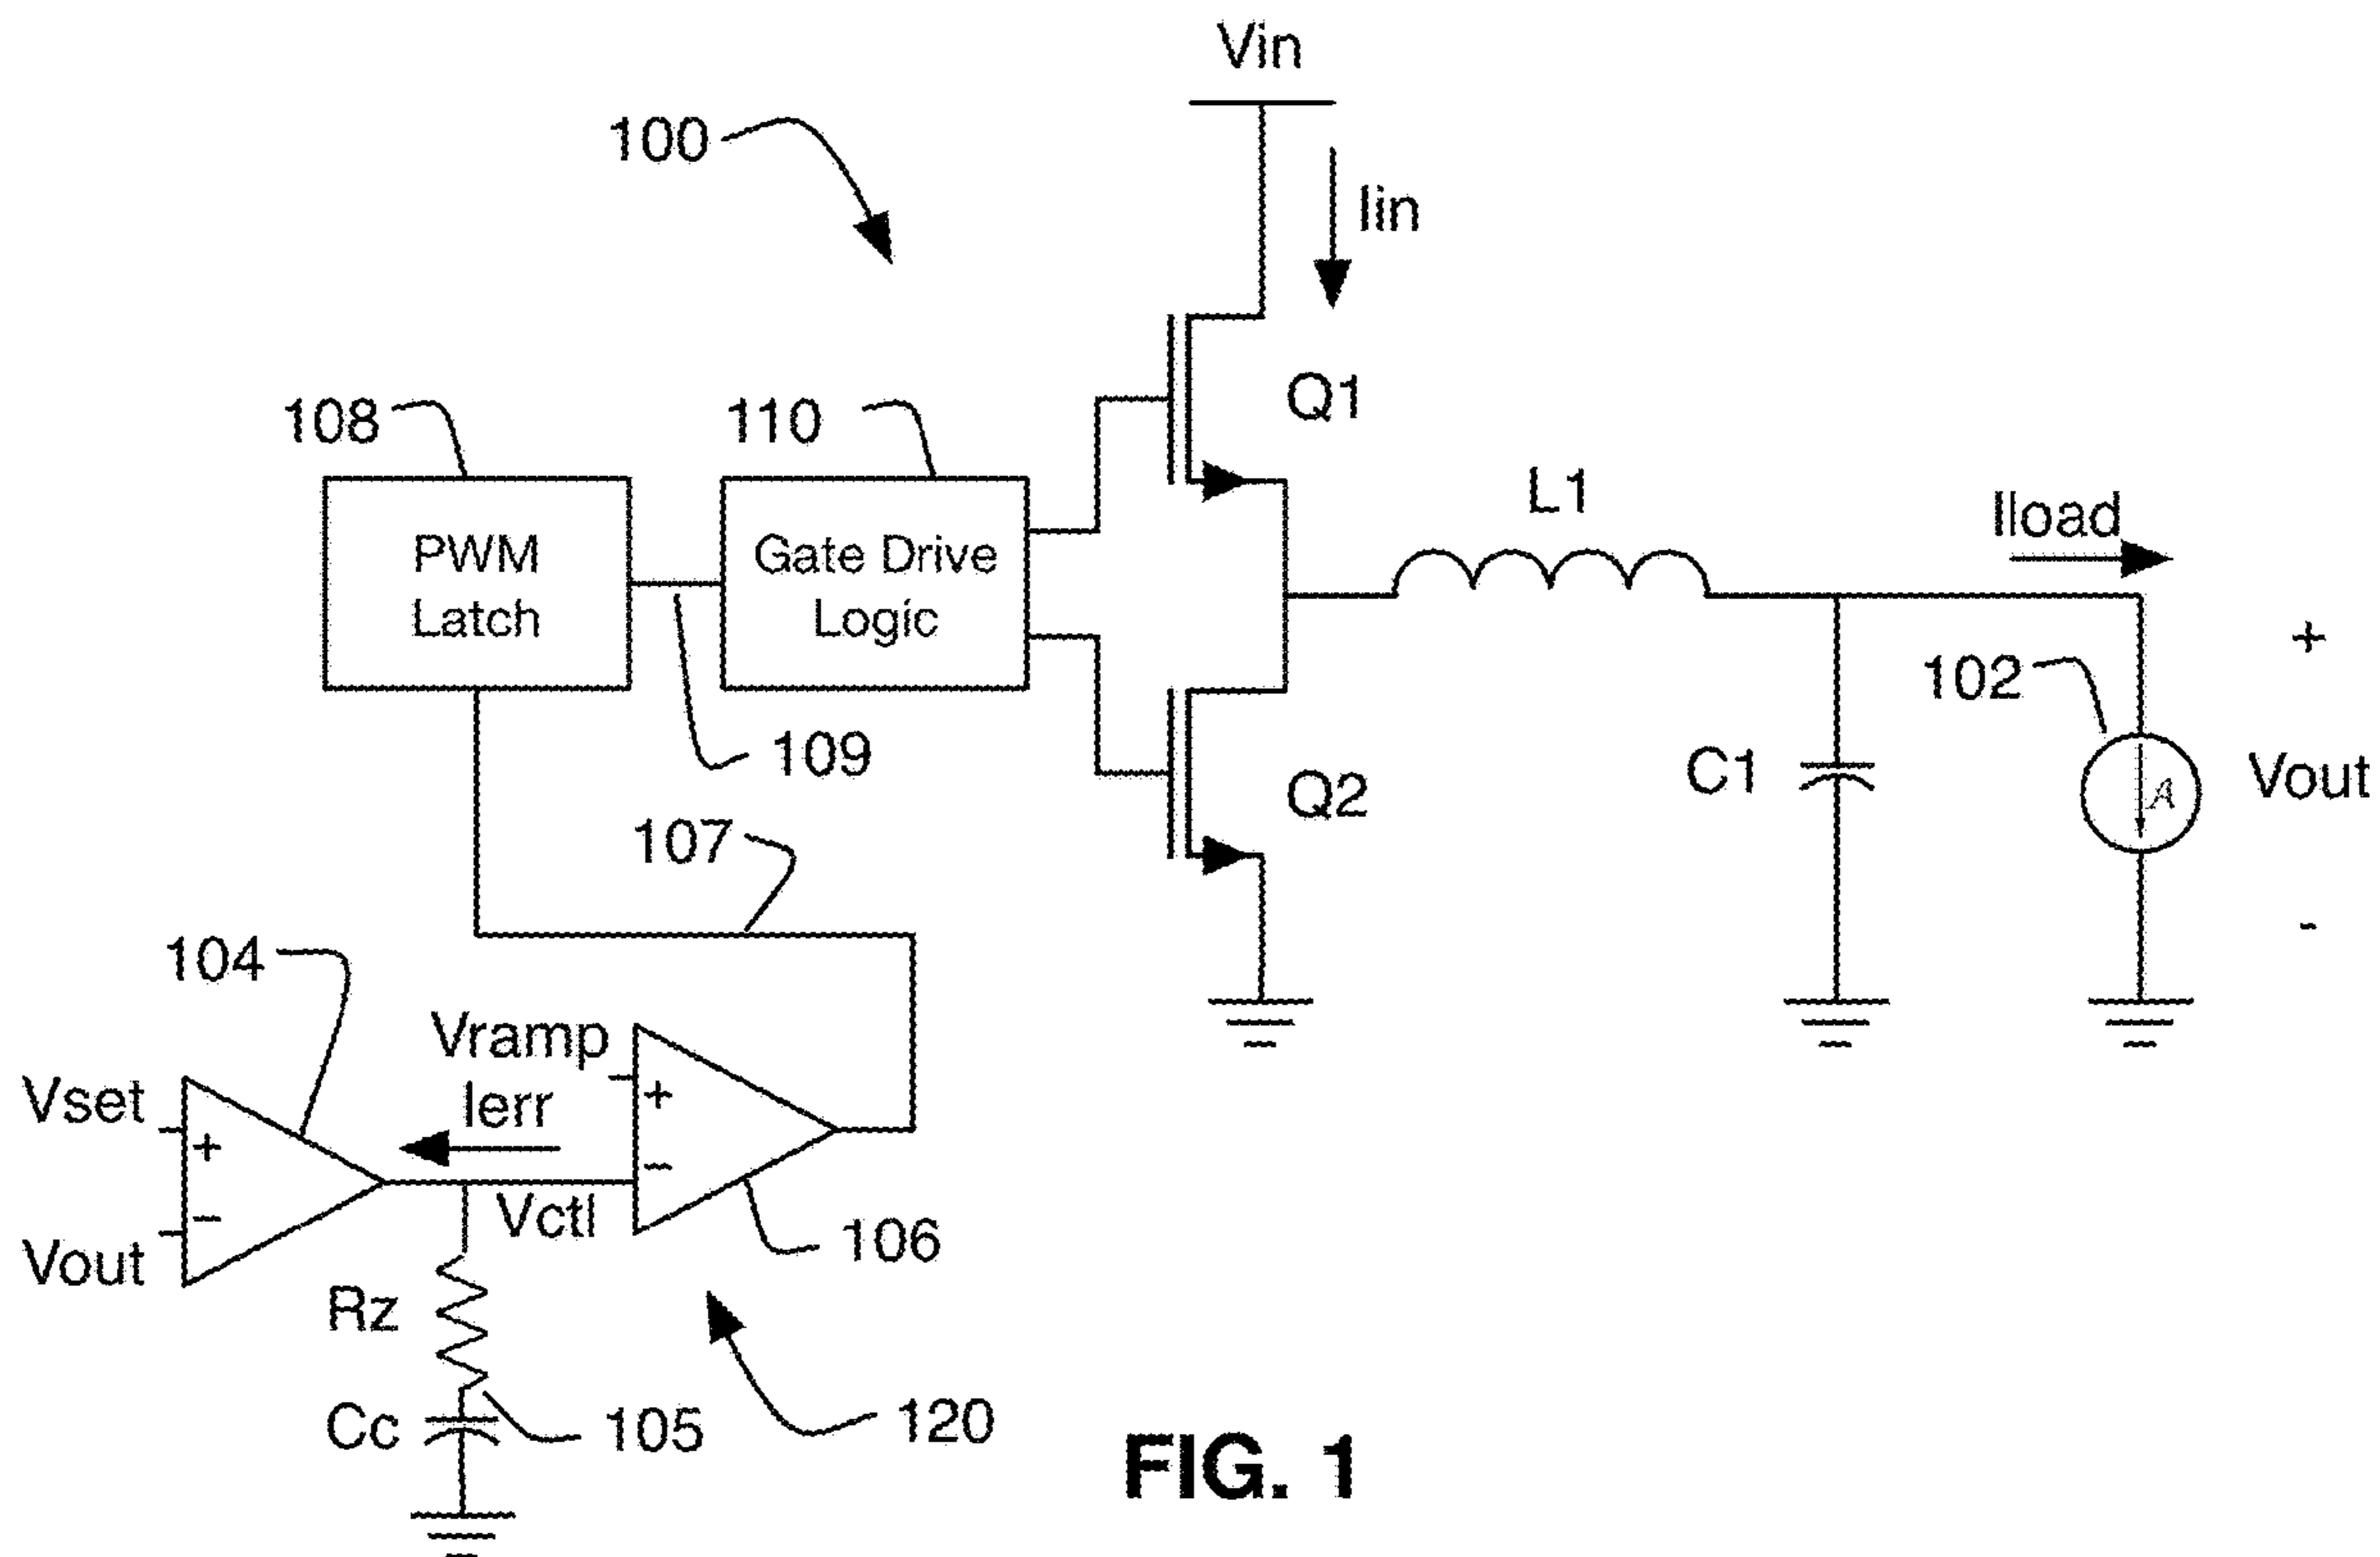 Vin
100
Iin
Q1
108
110
PWM
Latch
Gate Drive
Logic
L1
Iload
+
102
109
C1
A
Vout
Q2
107
-
104
Vramp
Ierr
+
Vset
+
−
−
Vctl
Vout
106
Rz
Cc
105
120
FIG. 1